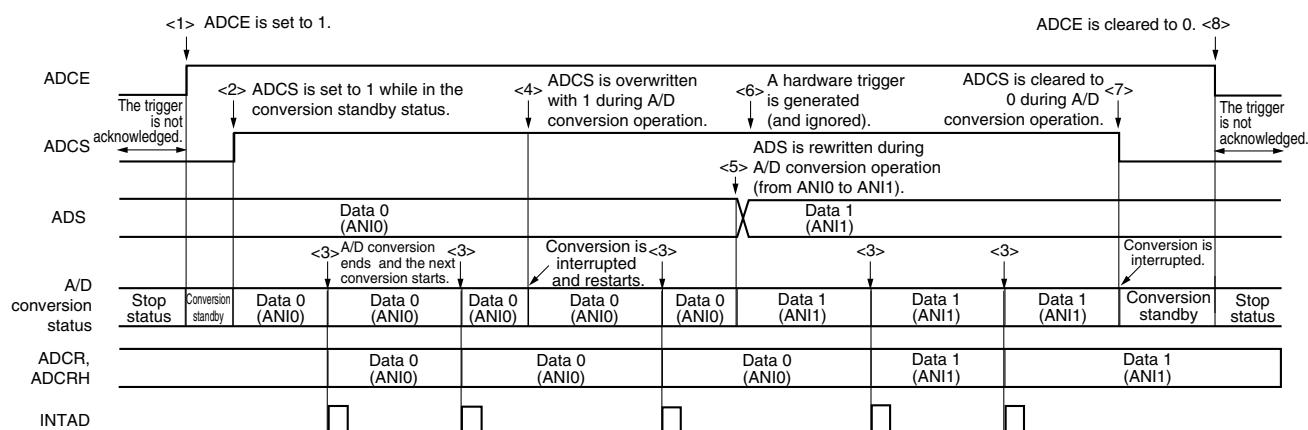 <1> ADCE is set to 1.
ADCE is cleared to 0. <8>
ADCE
The trigger
is not
acknowledged.
<2> ADCS is set to 1 while in the
conversion standby status.
<4> ADCS is overwritten
with 1 during A/D
conversion operation.
<6> A hardware trigger
is generated
(and ignored).
ADCS is cleared to
0 during A/D
conversion operation.
<7>
The trigger
is not
acknowledged.
ADCS
<5> ADS is rewritten during
A/D conversion operation
(from ANI0 to ANI1).
ADS
Data 0
(ANI0)
Data 1
(ANI1)
<3> A/D conversion
ends and the next
conversion starts.
<3>
Conversion is
interrupted
and restarts.
<3>
<3>
<3>
Conversion is
interrupted.
A/D
conversion
status
Stop
status
Conversion
standby
Data 0
(ANI0)
Data 0
(ANI0)
Data 0
(ANI0)
Data 0
(ANI0)
Data 0
(ANI0)
Data 1
(ANI1)
Data 1
(ANI1)
Data 1
(ANI1)
Conversion
standby
Stop
status
ADCR,
ADCRH
Data 0
(ANI0)
Data 0
(ANI0)
Data 0
(ANI0)
Data 1
(ANI1)
Data 1
(ANI1)
INTAD